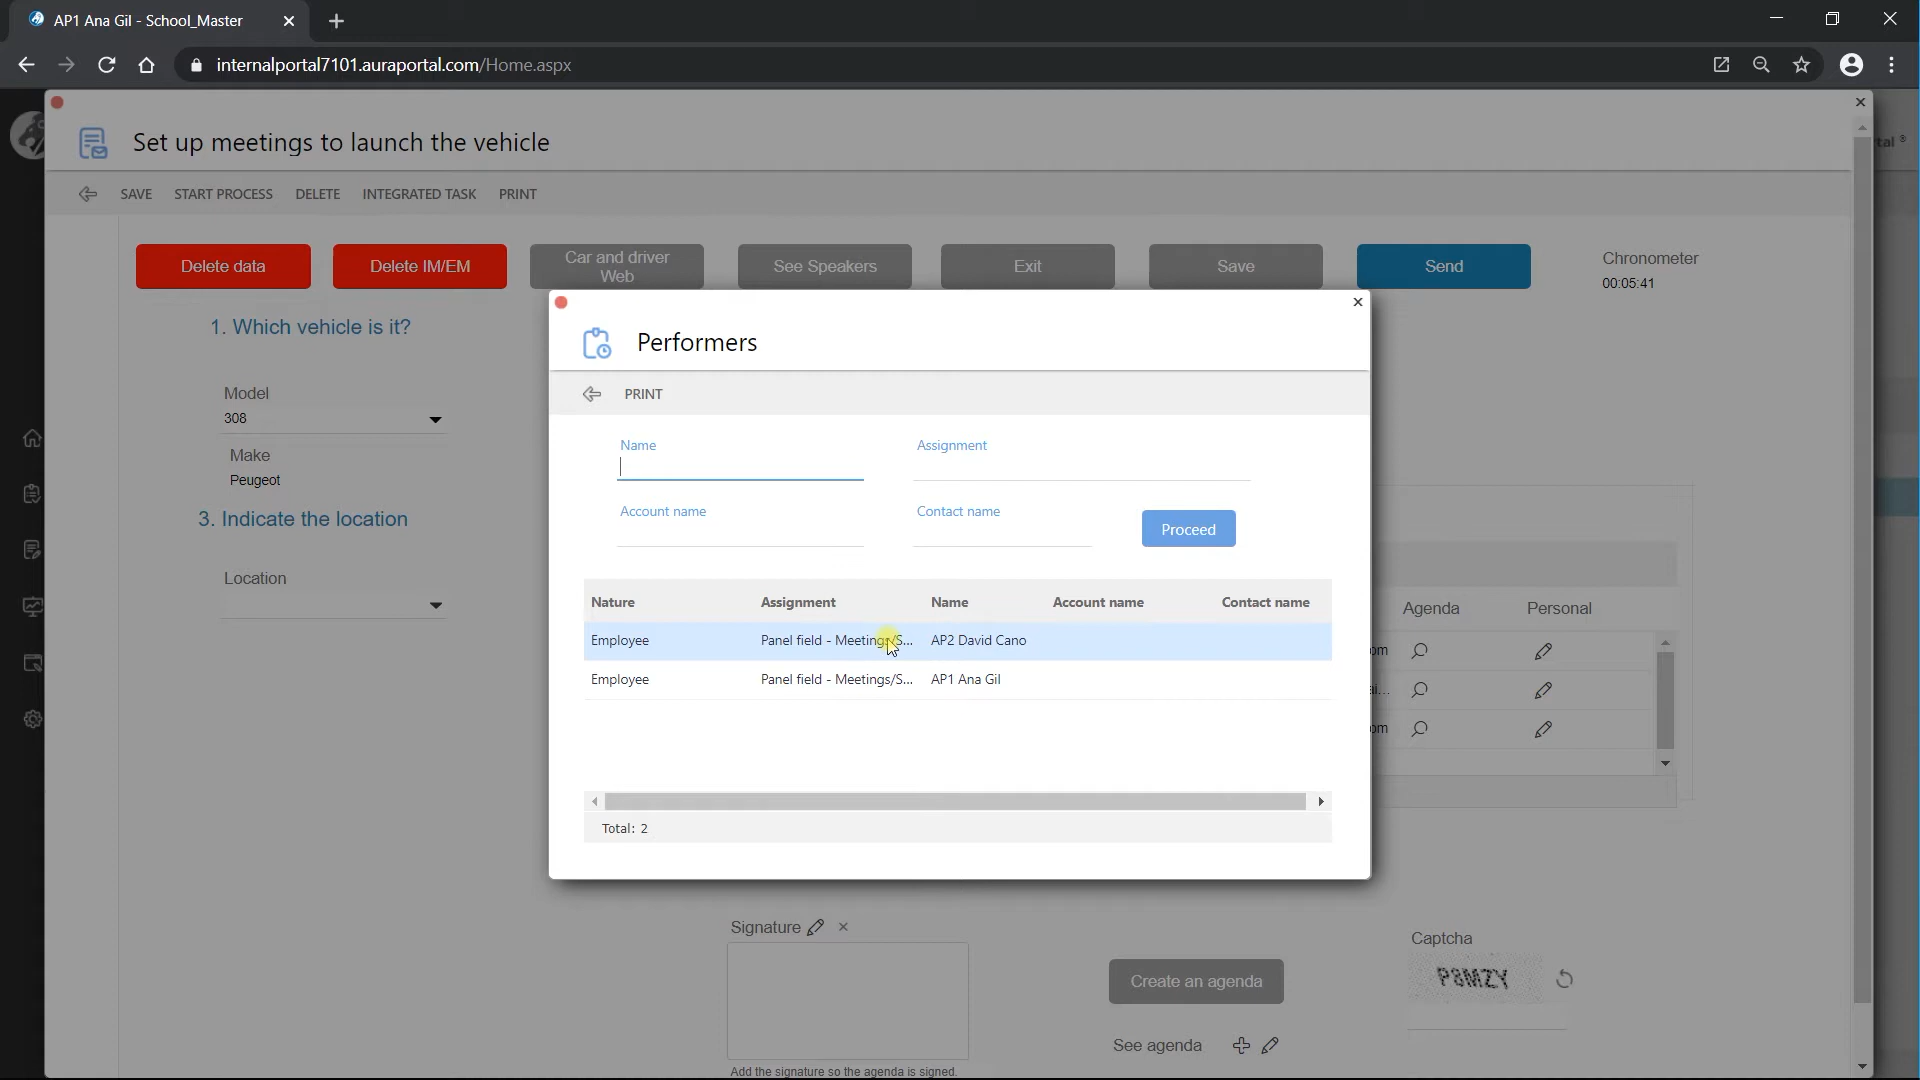 AP1 Ana Gil - School_Master
internalportal7101.auraportal.com/Home.aspx
Set up meetings to launch the vehicle
tal ®
SAVE START PROCESS DELETE INTEGRATED TASK PRINT
Delete data
Delete IM/EM
Car and driver
Web
See Speakers
Exit
Save
Send
Chronometer
00:05:41
1. Which vehicle is it?
Model
308
Make
Peugeot
3. Indicate the location
Location
Performers
PRINT
Name
Assignment
Account name
Contact name
Proceed
Nature Assignment Name Account name Contact name
Employee Panel field - Meetings/S... AP2 David Cano
Employee Panel field - Meetings/S... AP1 Ana Gil
Total: 2
Agenda Personal
om
ai...
om
Signature
Add the signature so the agenda is signed.
Create an agenda
See agenda
Captcha
P8MZY